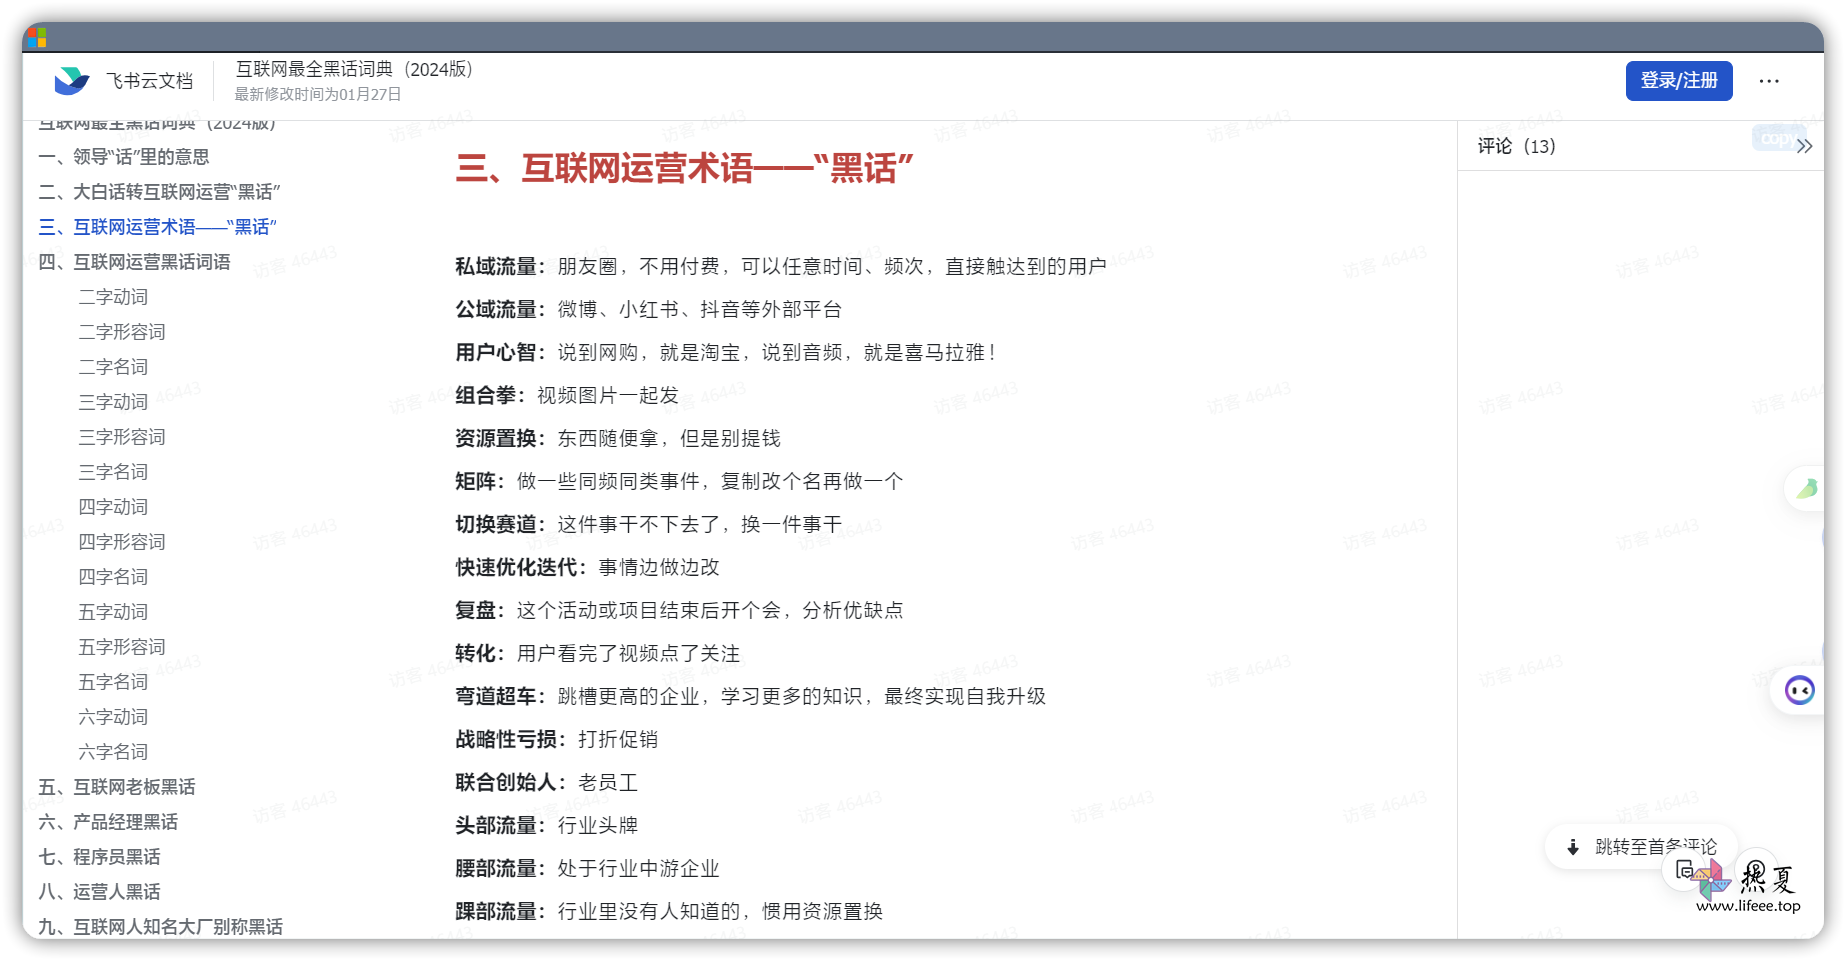 飞书云文档
互联网最全黑话词典（2024版）
最新修改时间为01月27日
登录/注册
互联网最全黑话词典（2024版）
一、领导“话”里的意思
二、大白话转互联网运营“黑话”
三、互联网运营术语——“黑话”
四、互联网运营黑话词语
二字动词
二字形容词
二字名词
三字动词
三字形容词
三字名词
四字动词
四字形容词
四字名词
五字动词
五字形容词
五字名词
六字动词
六字名词
五、互联网老板黑话
六、产品经理黑话
七、程序员黑话
八、运营人黑话
九、互联网人知名大厂别称黑话
三、互联网运营术语——“黑话”
私域流量：朋友圈，不用付费，可以任意时间、频次，直接触达到的用户
公域流量：微博、小红书、抖音等外部平台
用户心智：说到网购，就是淘宝，说到音频，就是喜马拉雅！
组合拳：视频图片一起发
资源置换：东西随便拿，但是别提钱
矩阵：做一些同频同类事件，复制改个名再做一个
切换赛道：这件事干不下去了，换一件事干
快速优化迭代：事情边做边改
复盘：这个活动或项目结束后开个会，分析优缺点
转化：用户看完了视频点了关注
弯道超车：跳槽更高的企业，学习更多的知识，最终实现自我升级
战略性亏损：打折促销
联合创始人：老员工
头部流量：行业头牌
腰部流量：处于行业中游企业
踝部流量：行业里没有人知道的，惯用资源置换
评论（13）
copy
跳转至首条评论
热夏
www.lifeee.top
访客 46443